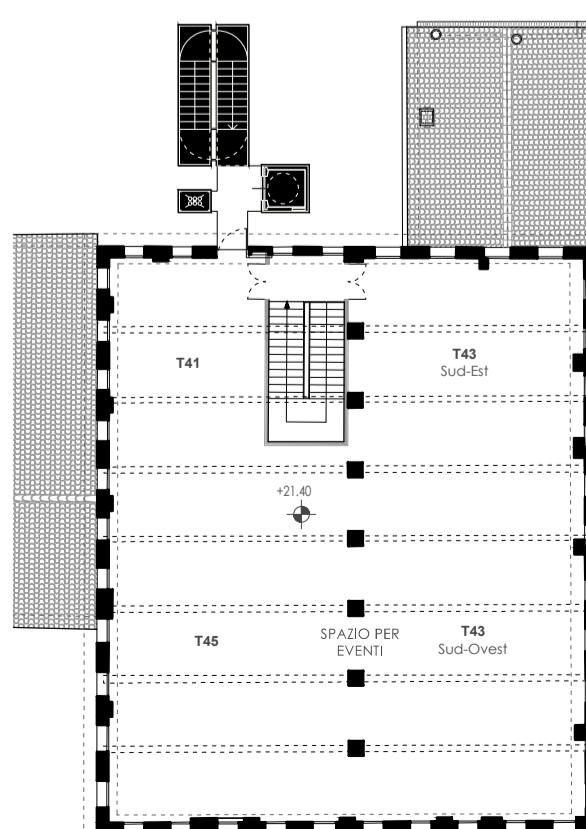 T41
T43
Sud-Est
+21.40
T45
SPAZIO PER
EVENTI
T43
Sud-Ovest